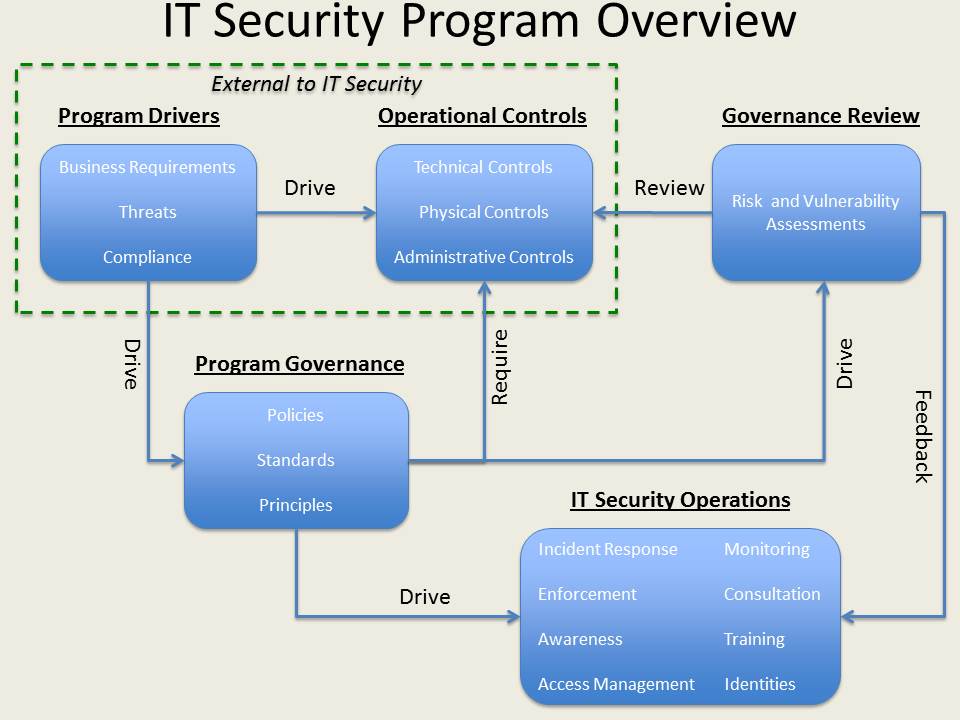 IT Security Program Overview
External to IT Security
Program Drivers
Business Requirements
Threats
Compliance
Drive
Operational Controls
Technical Controls
Physical Controls
Administrative Controls
Review
Governance Review
Risk and Vulnerability
Assessments
Drive
Program Governance
Policies
Standards
Principles
Require
Drive
Feedback
Drive
IT Security Operations
Incident Response
Monitoring
Enforcement
Consultation
Awareness
Training
Access Management
Identities